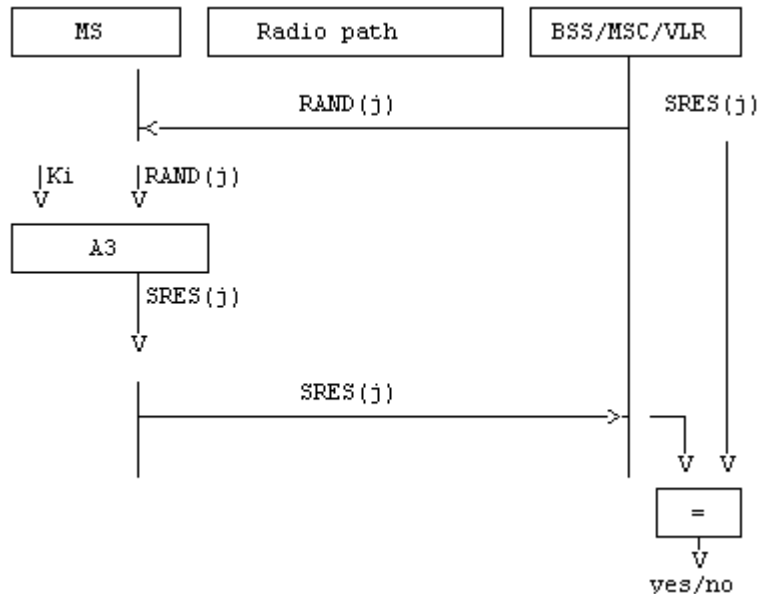 MS
Radio path
BSS/MSC/VLR
RAND(j)
SRES(j)
Ki
RAND(j)
A3
SRES(j)
SRES(j)
=
yes/no